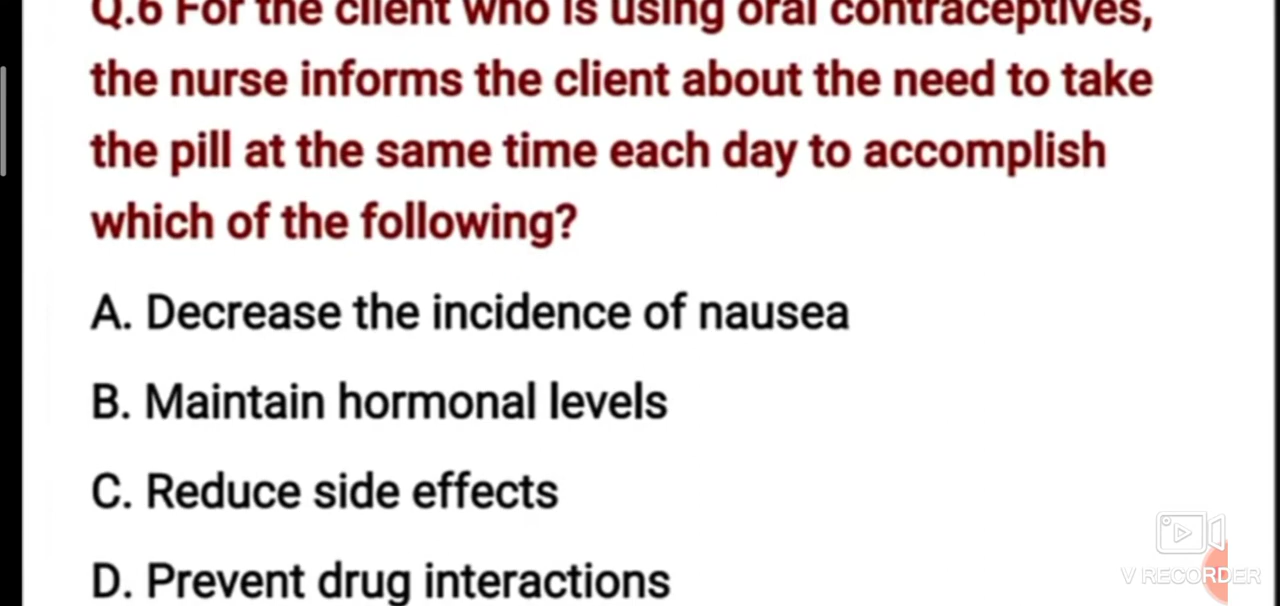 Q.6 For the client who is using oral contraceptives,
the nurse informs the client about the need to take
the pill at the same time each day to accomplish
which of the following?
A. Decrease the incidence of nausea
B. Maintain hormonal levels
C. Reduce side effects
D. Prevent drug interactions
V RECORDER